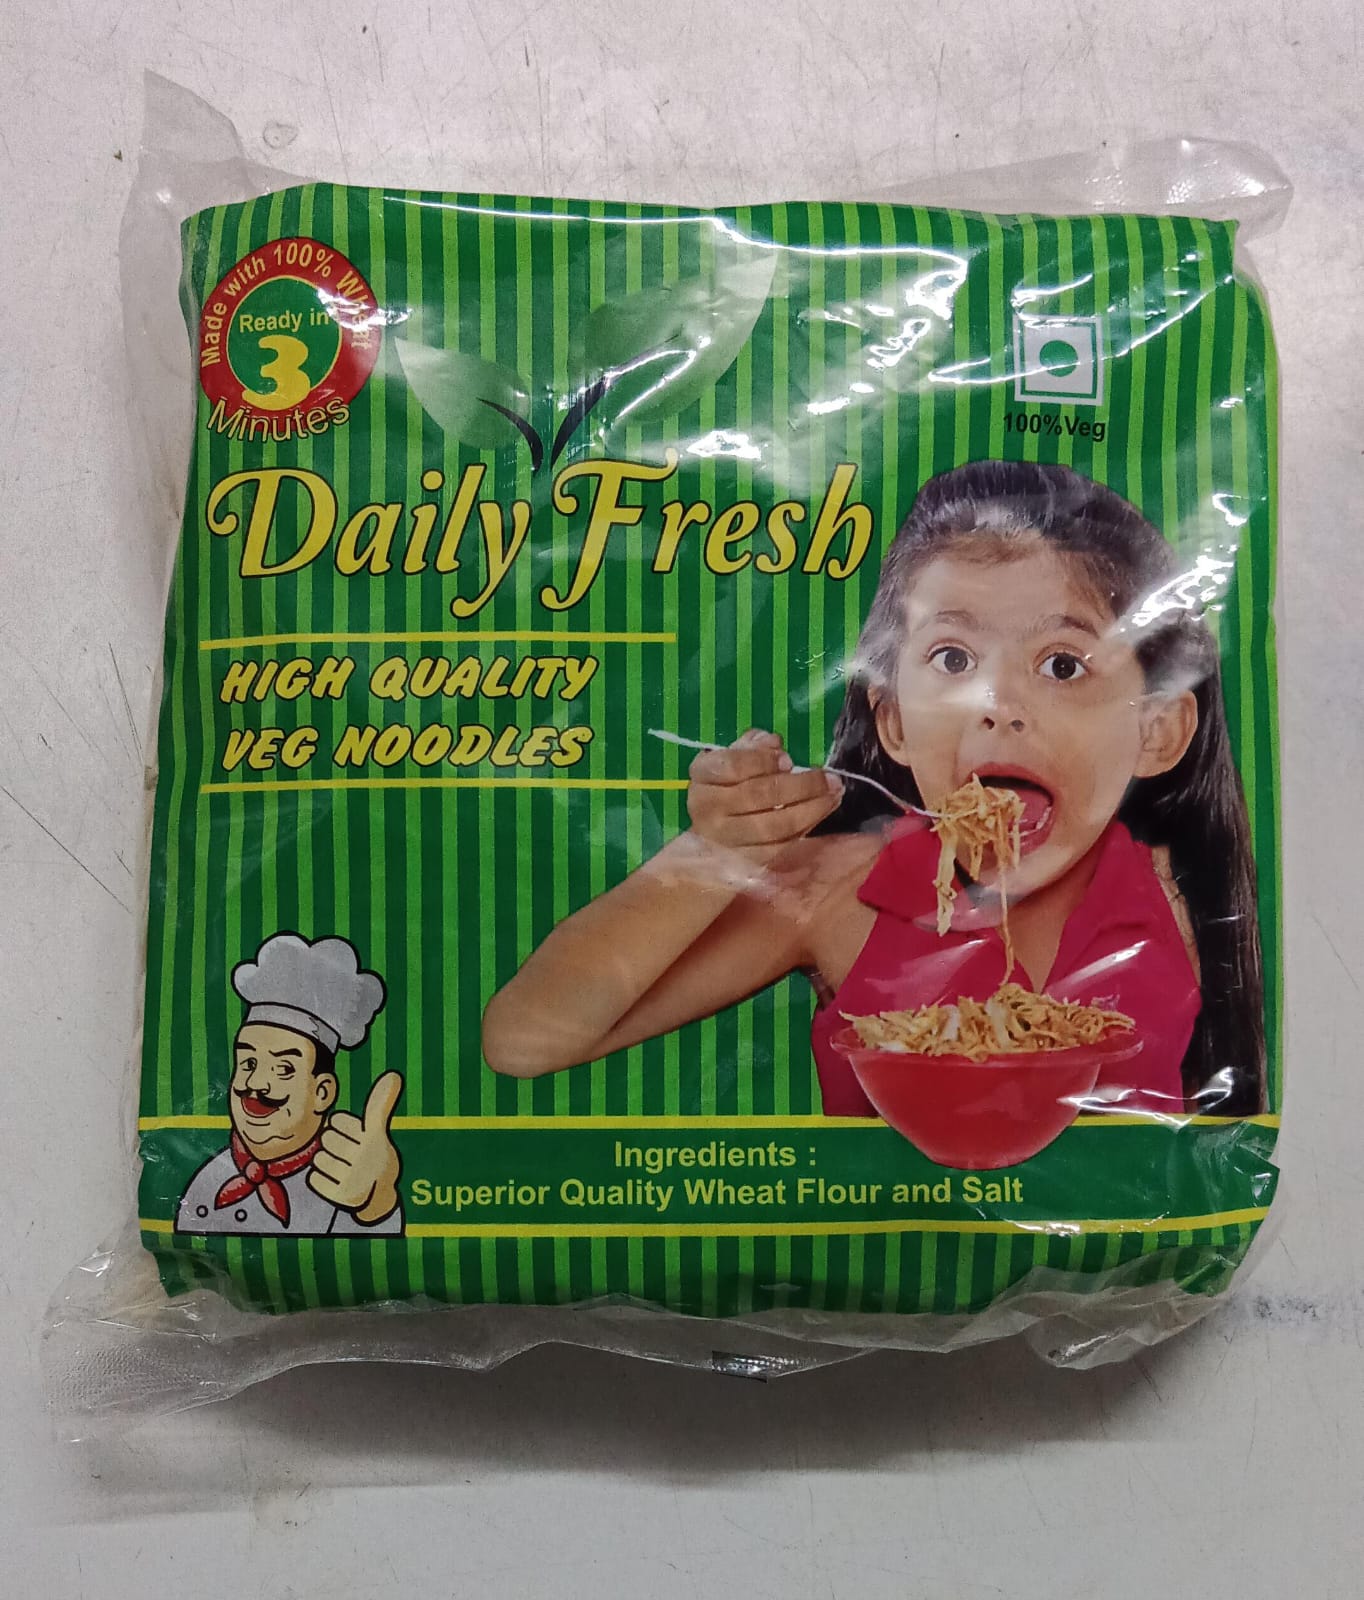 Made with 100% Wheat
Ready in
3
Minutes
100%Veg
Daily Fresh
HIGH QUALITY
VEG NOODLES
Ingredients :
Superior Quality Wheat Flour and Salt